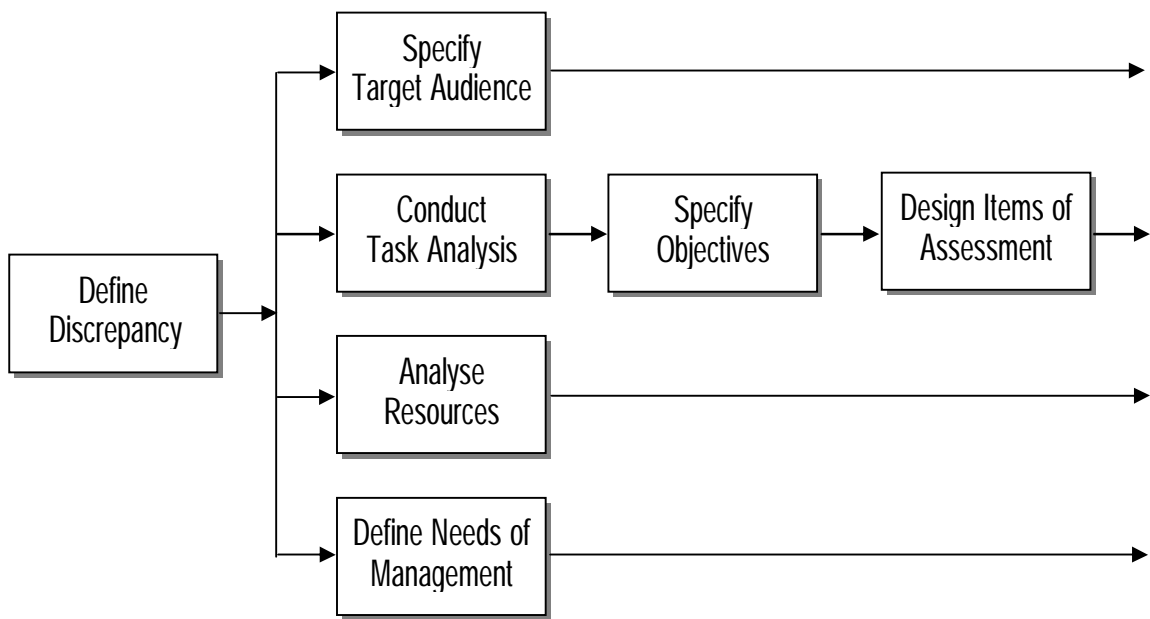 Specify
Target Audience
Conduct
Task Analysis
Specify
Objectives
Design Items of
Assessment
Define
Discrepancy
Analyse
Resources
Define Needs of
Management